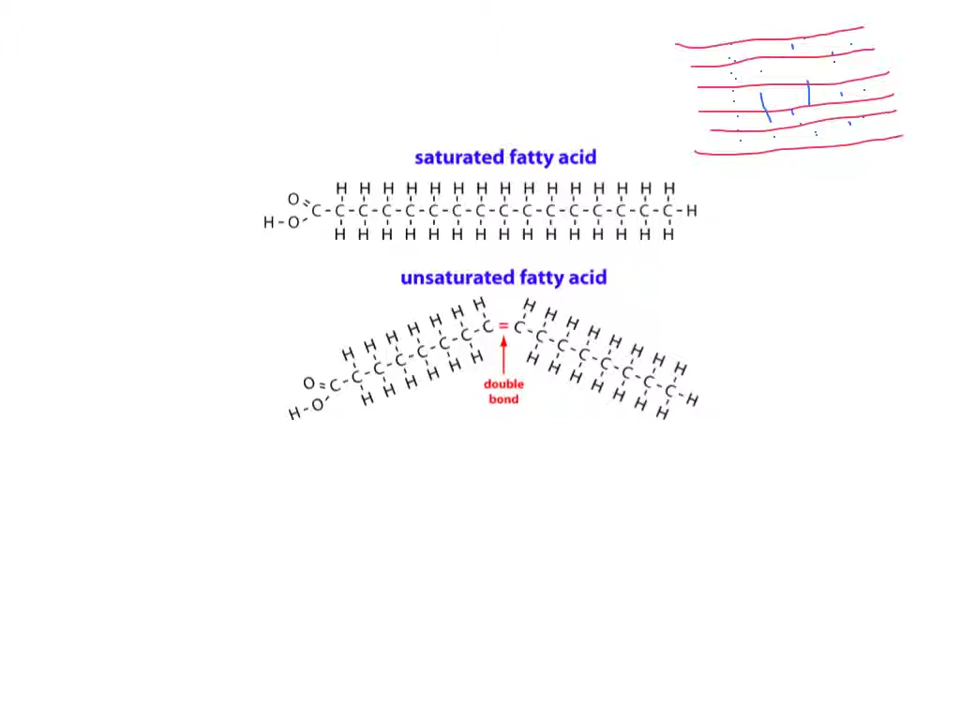 saturated fatty acid
H H H H H H H H H H H H H H H
O=C-C-C-C-C-C-C-C-C-C-C-C-C-C-C-C-H
H-O
H H H H H H H H H H H H H H H
unsaturated fatty acid
H H H H H H H H H H H H H H H
O=C-C-C-C-C-C-C-C=C-C-C-C-C-C-C-C-H
H-O
H H H H H H H H H H H H H
double
bond